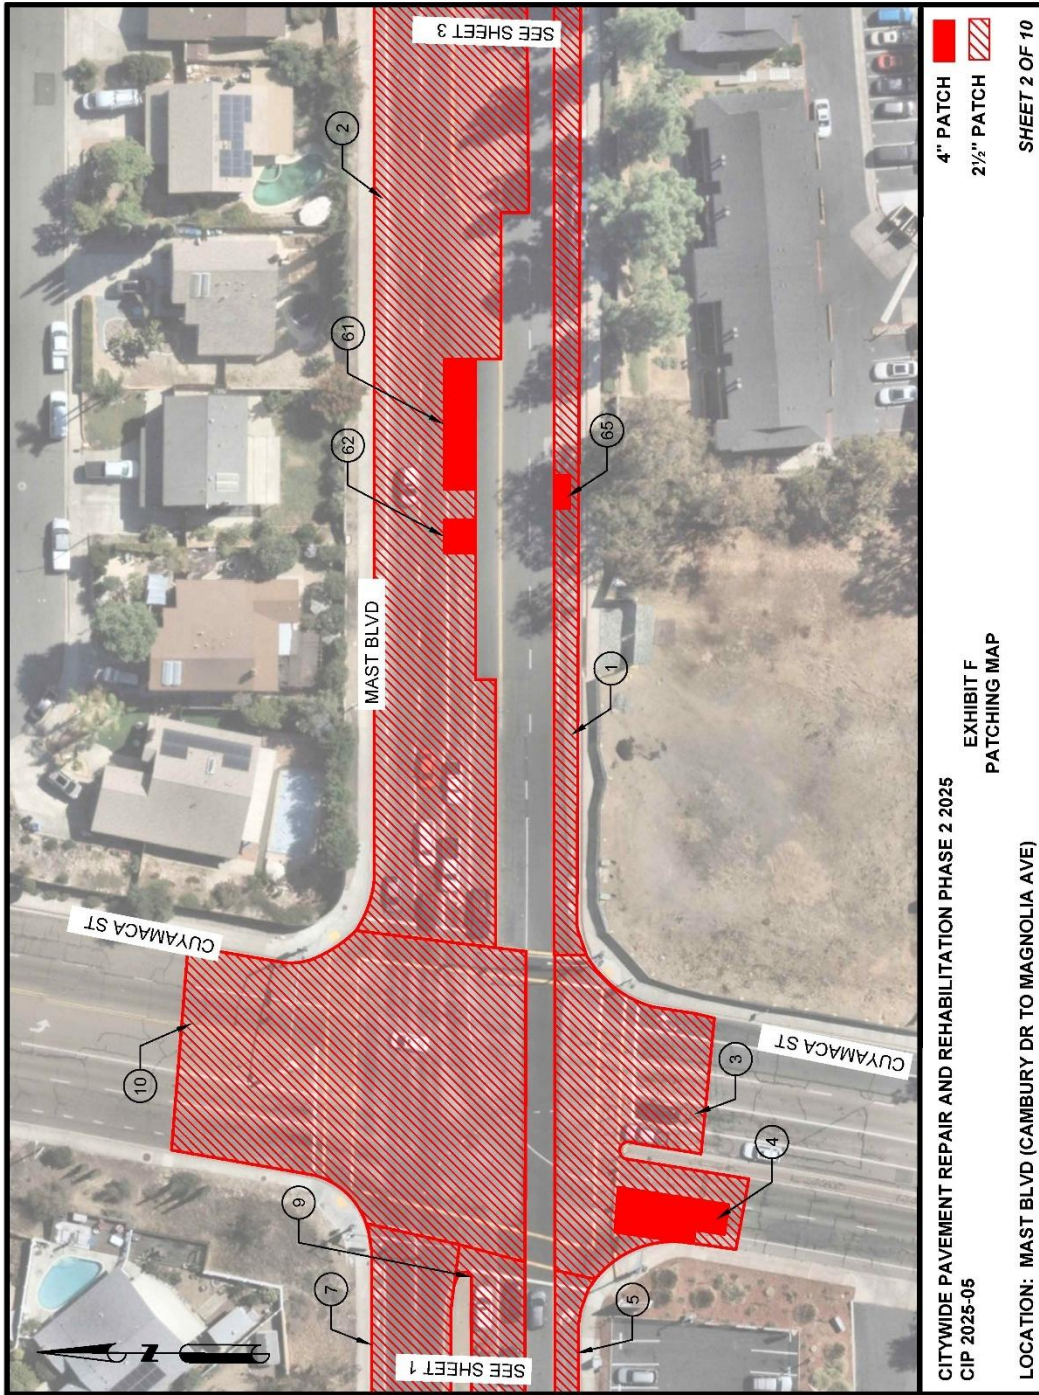 SEE SHEET 3
2
61
62
65
MAST BLVD
1
CUYAMACA ST
10
CUYAMACA ST
3
4
9
7
5
N
SEE SHEET 1
CITYWIDE PAVEMENT REPAIR AND REHABILITATION PHASE 2 2025
CIP 2025-05
EXHIBIT F
PATCHING MAP
LOCATION: MAST BLVD (CAMBURY DR TO MAGNOLIA AVE)
4" PATCH
2½" PATCH
SHEET 2 OF 10